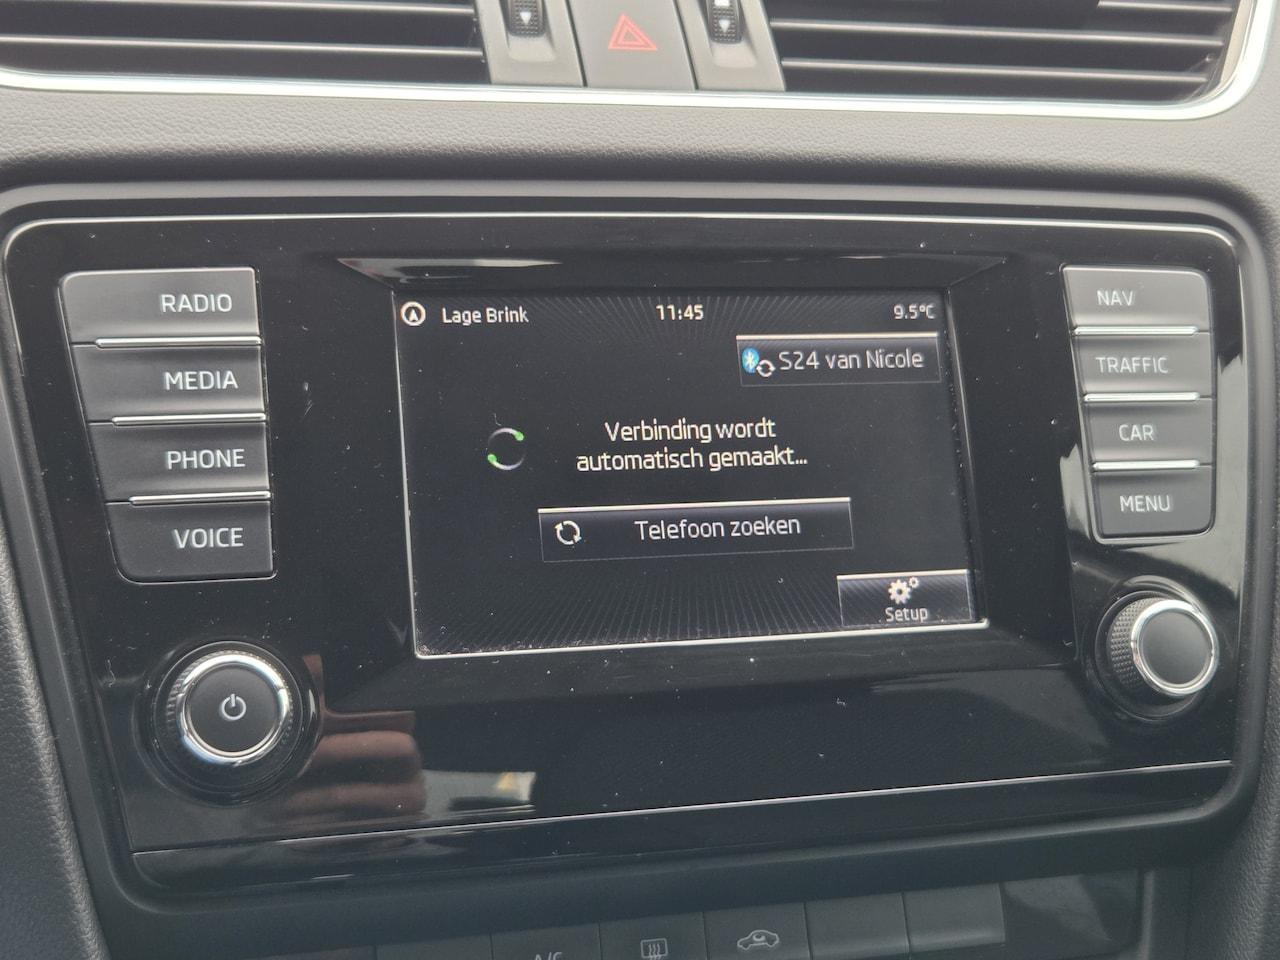 RADIO
MEDIA
PHONE
VOICE
Lage Brink
11:45
9.5°C
S24 van Nicole
Verbinding wordt
automatisch gemaakt...
Telefoon zoeken
Setup
NAV
TRAFFIC
CAR
MENU
A/C